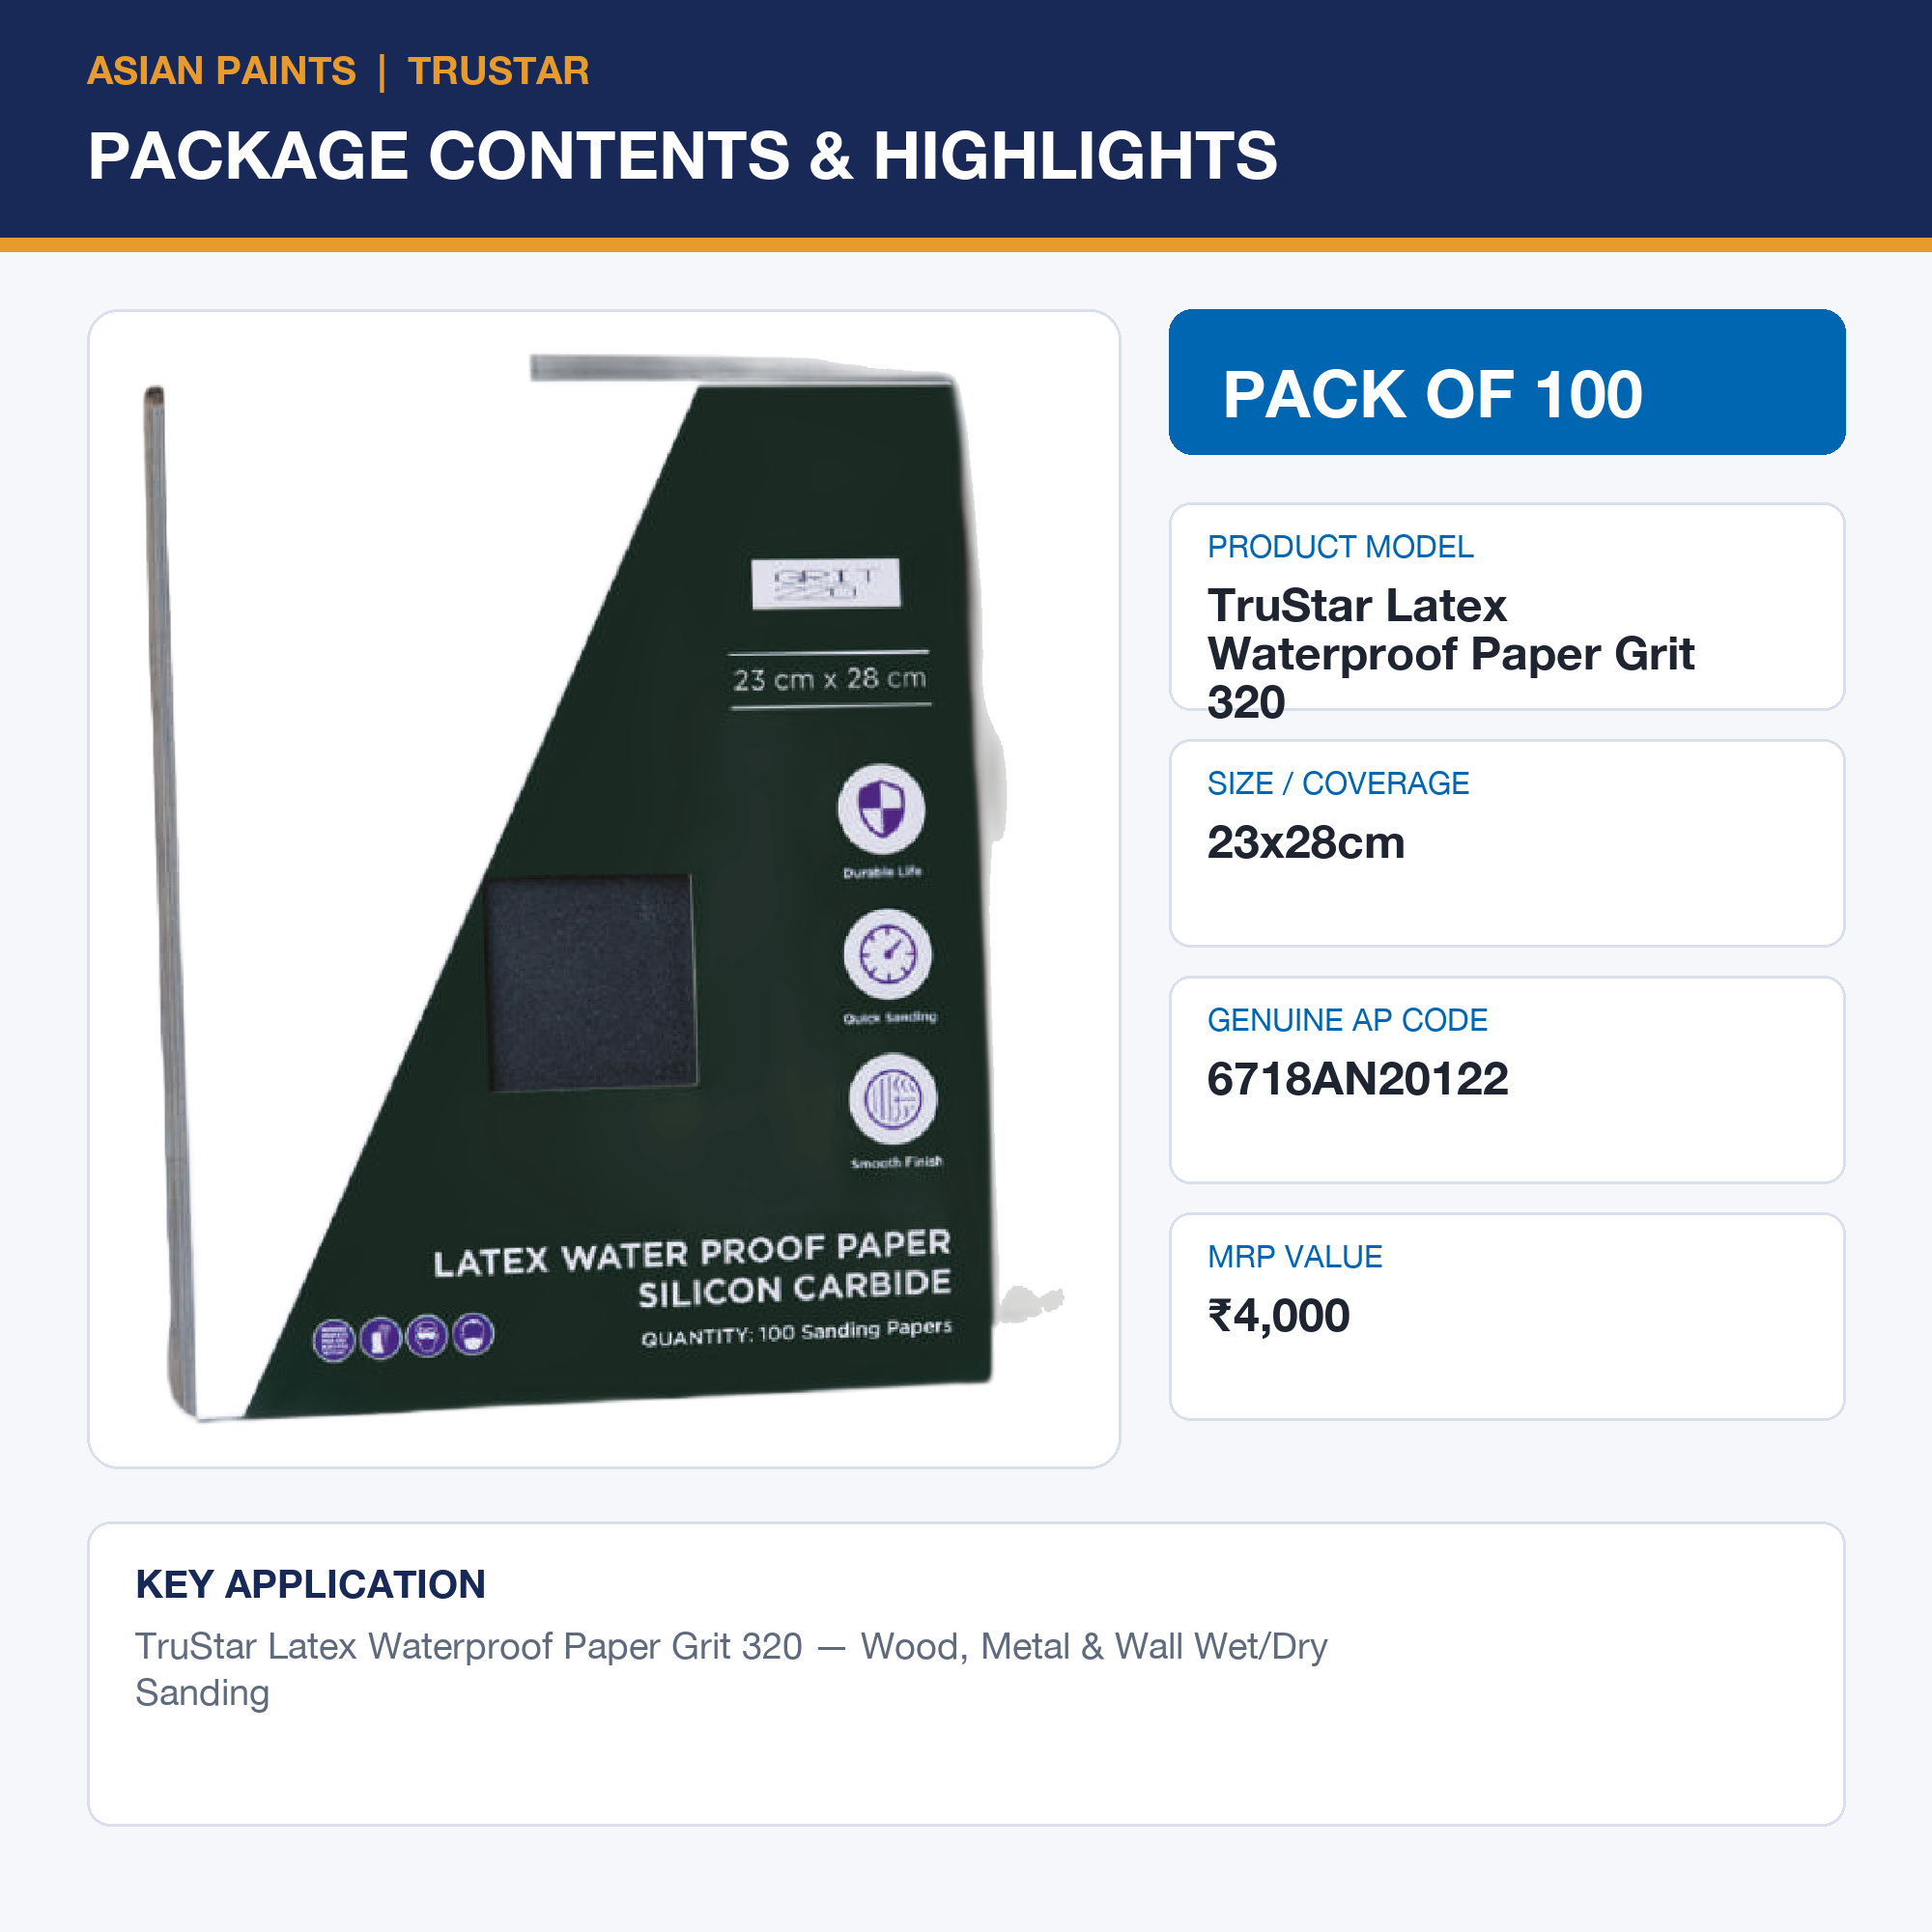 ASIAN PAINTS | TRUSTAR
PACKAGE CONTENTS & HIGHLIGHTS
GRIT
220
23 cm x 28 cm
Durable Life
Quick Sanding
Smooth Finish
LATEX WATER PROOF PAPER
SILICON CARBIDE
QUANTITY: 100 Sanding Papers
PACK OF 100
PRODUCT MODEL
TruStar Latex
Waterproof Paper Grit
320
SIZE / COVERAGE
23x28cm
GENUINE AP CODE
6718AN20122
MRP VALUE
₹4,000
KEY APPLICATION
TruStar Latex Waterproof Paper Grit 320 — Wood, Metal & Wall Wet/Dry
Sanding